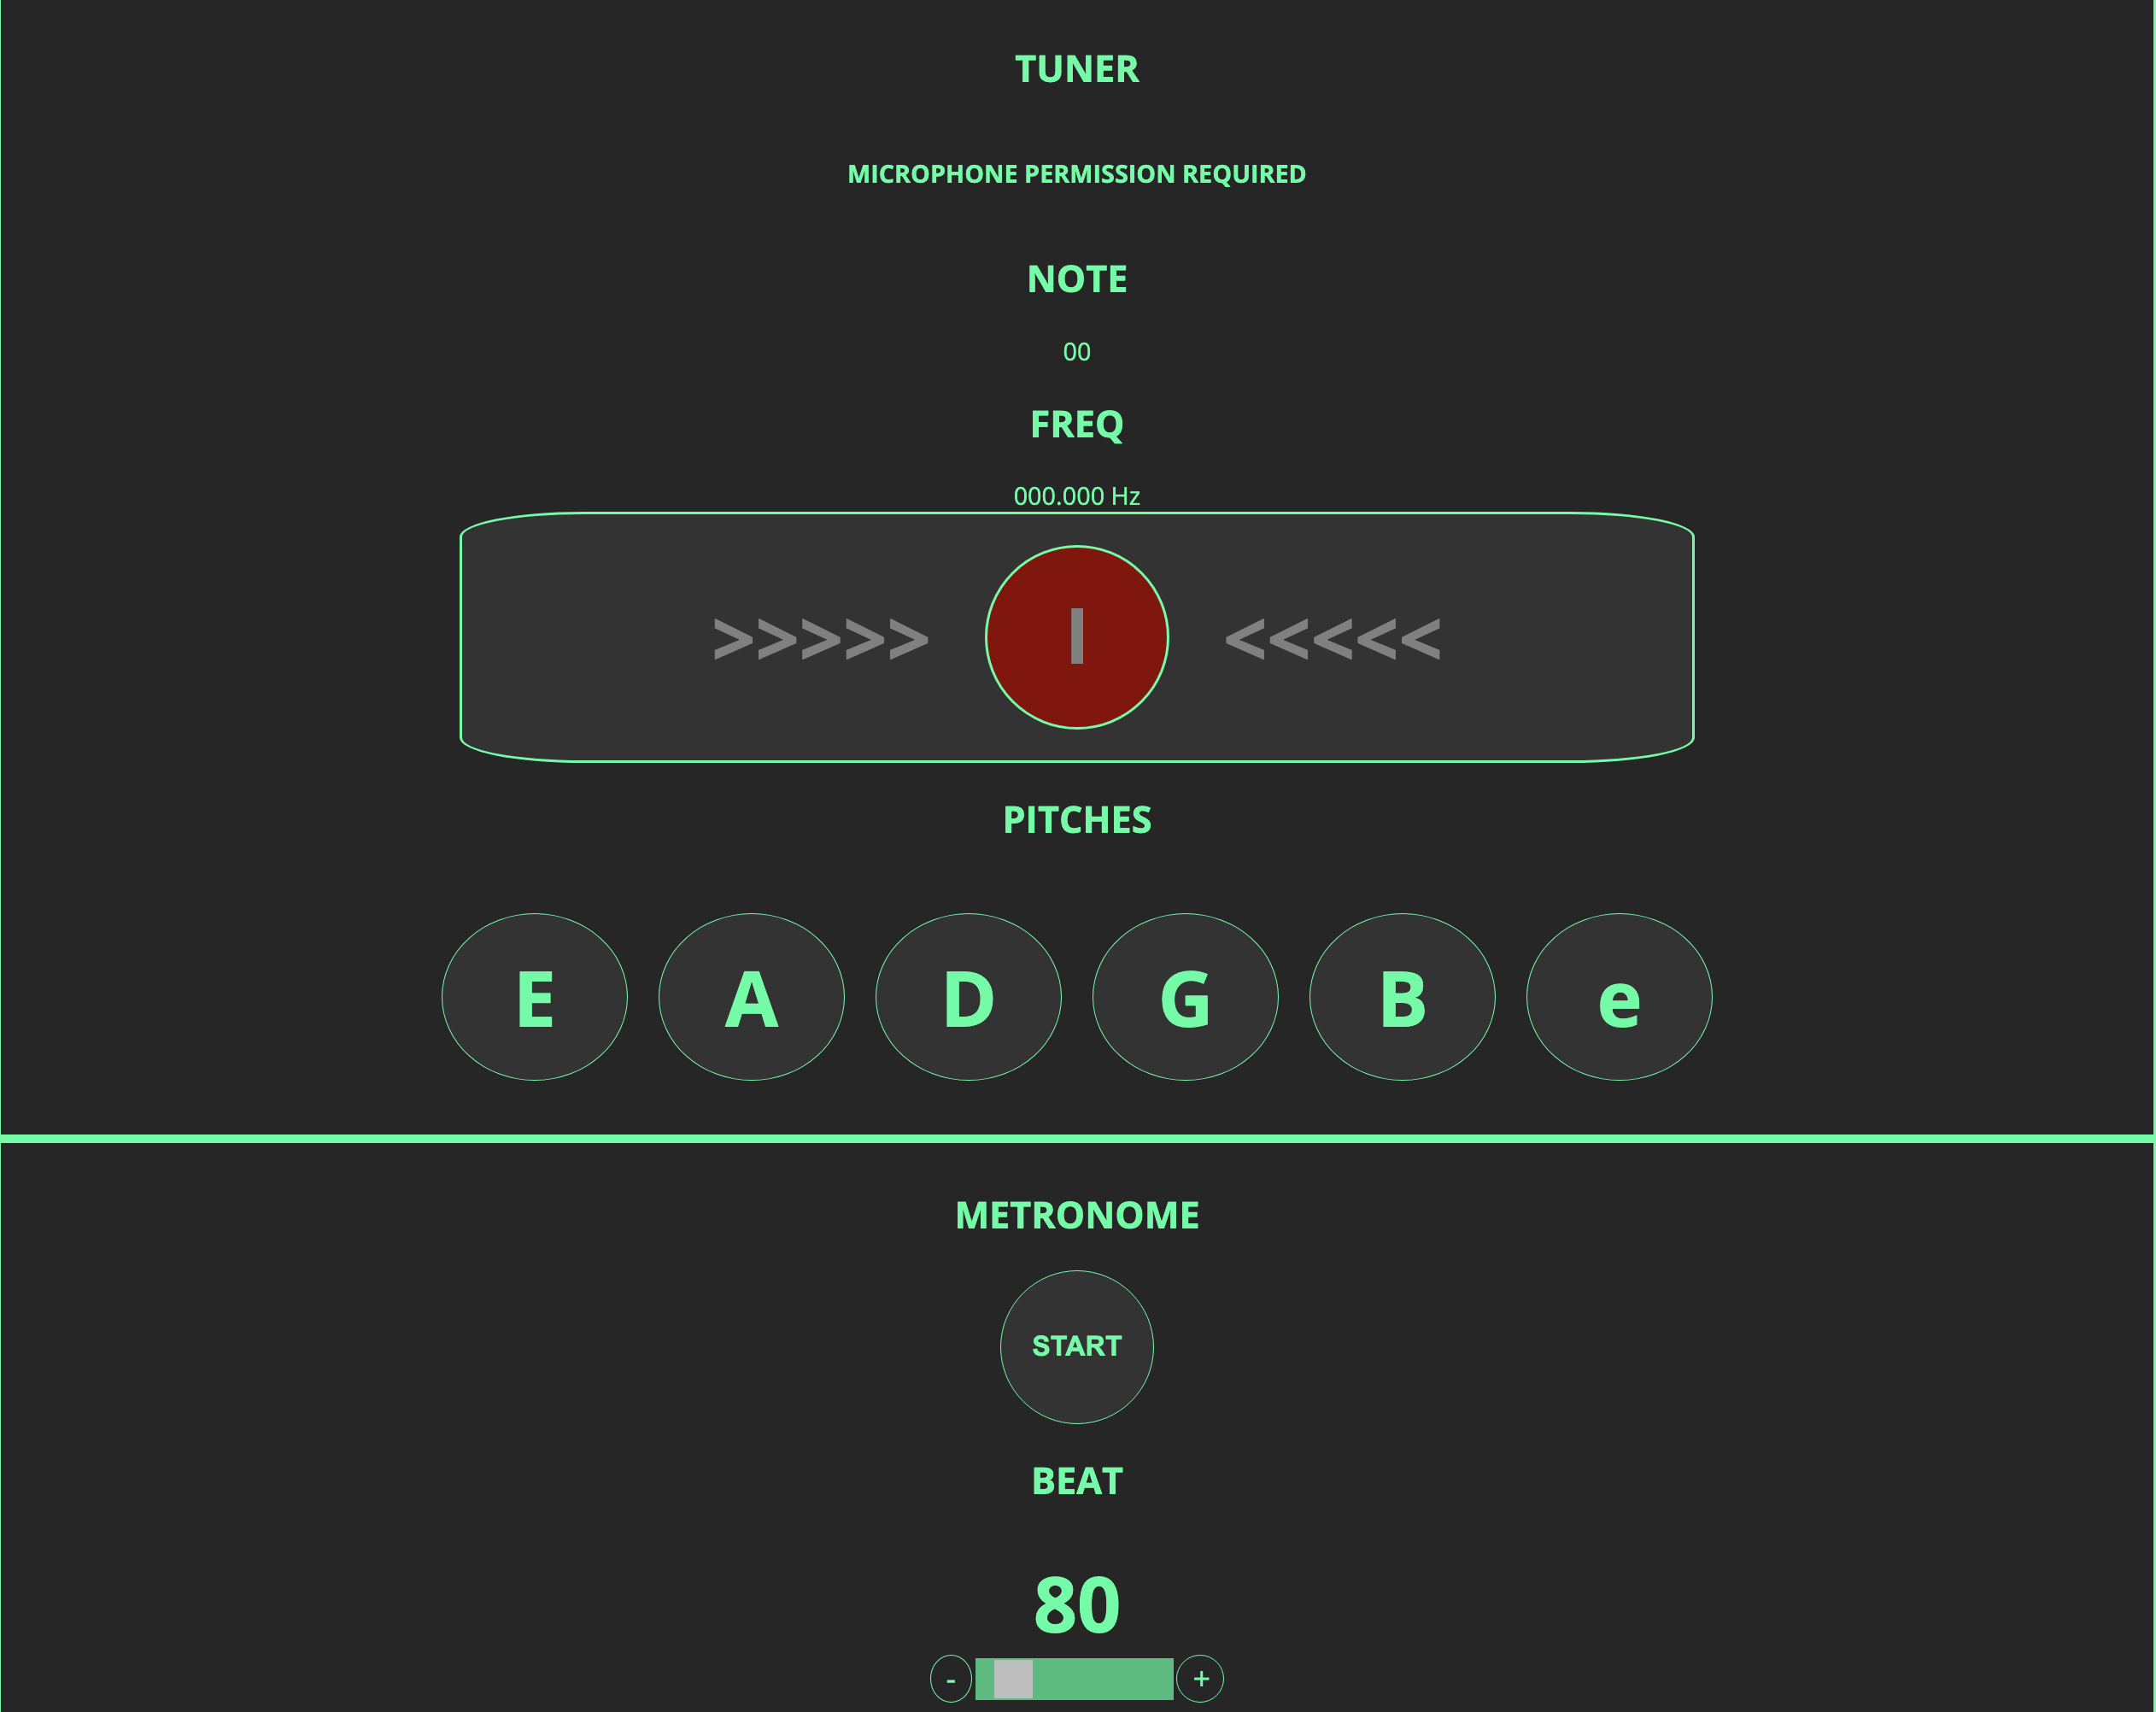 TUNER
MICROPHONE PERMISSION REQUIRED
NOTE
00
FREQ
000.000 Hz
>>>>> I <<<<<
PITCHES
E A D G B e
METRONOME
START
BEAT
80
- +